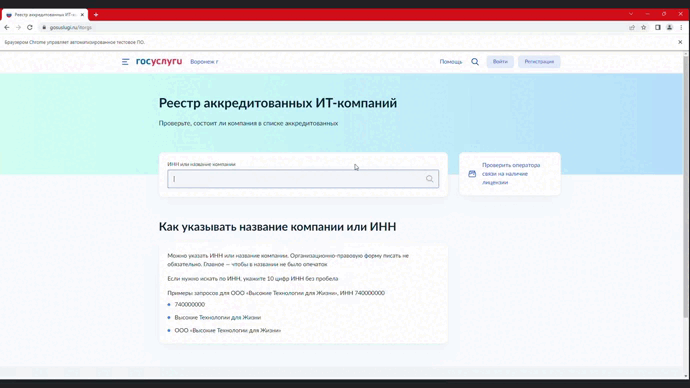 Реестр аккредитованных ИТ-к
gosuslugi.ru/itorgs
Браузером Chrome управляет автоматизированное тестовое ПО.
госуслуги
Воронеж г
Помощь
Войти
Регистрация
Реестр аккредитованных ИТ-компаний
Проверьте, состоит ли компания в списке аккредитованных
ИНН или название компании
Проверить оператора
связи на наличие
лицензии
Как указывать название компании или ИНН
Можно указать ИНН или название компании. Организационно-правовую форму писать не
обязательно. Главное — чтобы в названии не было опечаток
Если нужно искать по ИНН, укажите 10 цифр ИНН без пробела
Примеры запросов для ООО «Высокие Технологии для Жизни», ИНН 740000000
740000000
Высокие Технологии для Жизни
ООО «Высокие Технологии для Жизни»